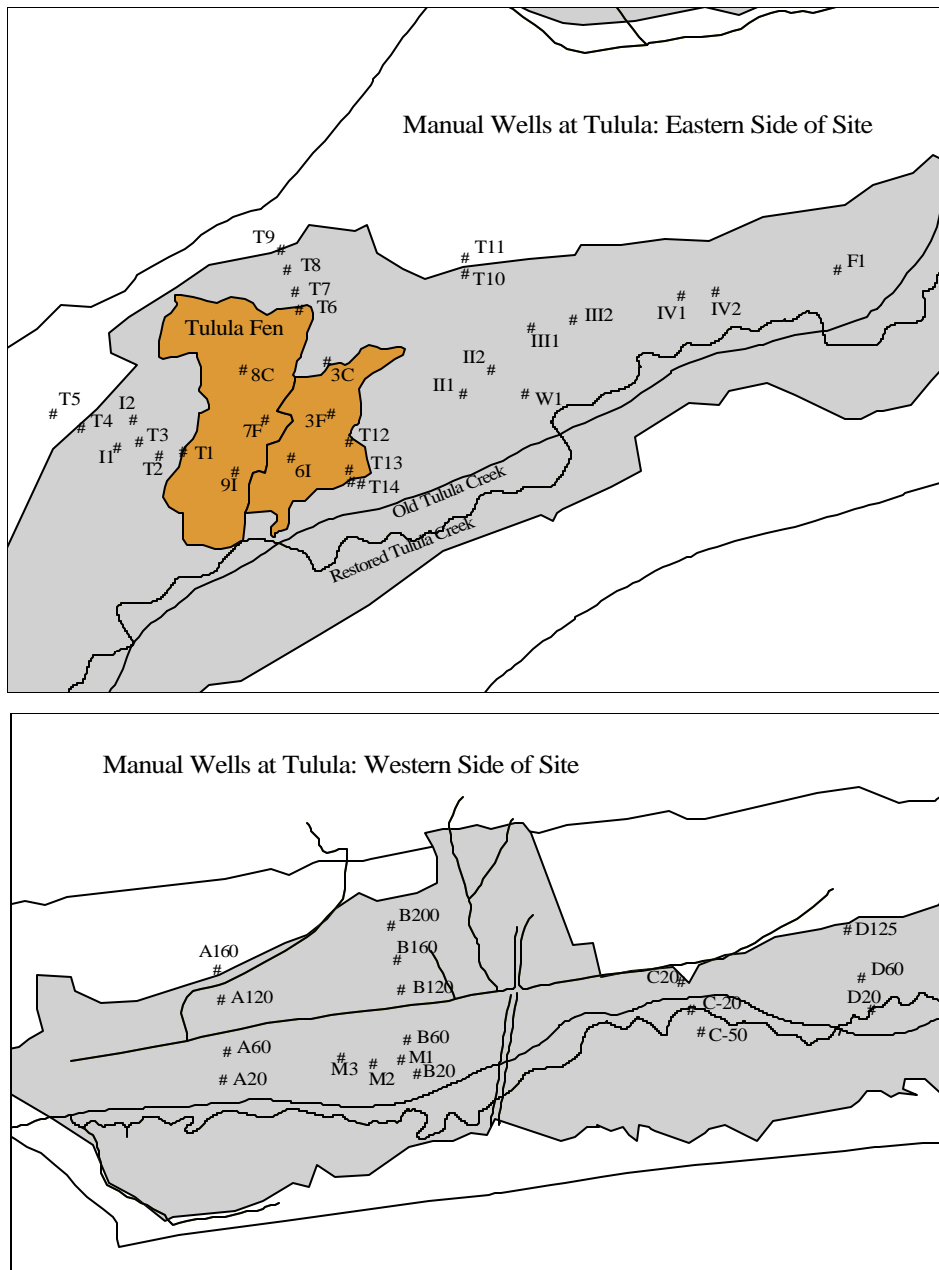 Manual Wells at Tulula: Eastern Side of Site
T9
T11
T8
T10
F1
T7
T6
IV1
IV2
III2
III1
Tulula Fen
II2
3C
8C
II1
W1
T5
T4
I2
T3
7F
3F
T12
I1
T2
T1
9I
6I
T13
T14
Old Tulula Creek
Restored Tulula Creek
Manual Wells at Tulula: Western Side of Site
B200
D125
A160
B160
C20
D60
A120
B120
C-20
D20
C-50
B60
A60
M3
M2
M1
A20
B20